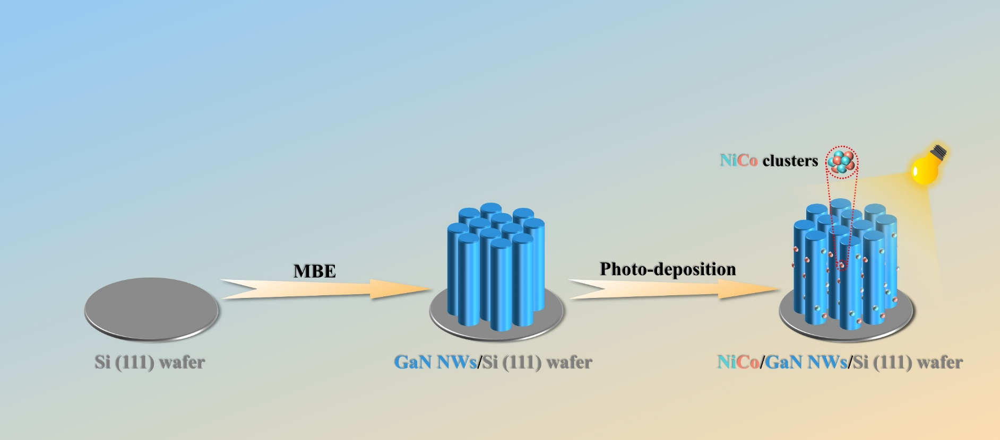 NiCo clusters
MBE
Photo-deposition
Si (111) wafer
GaN NWs/Si (111) wafer
NiCo/GaN NWs/Si (111) wafer